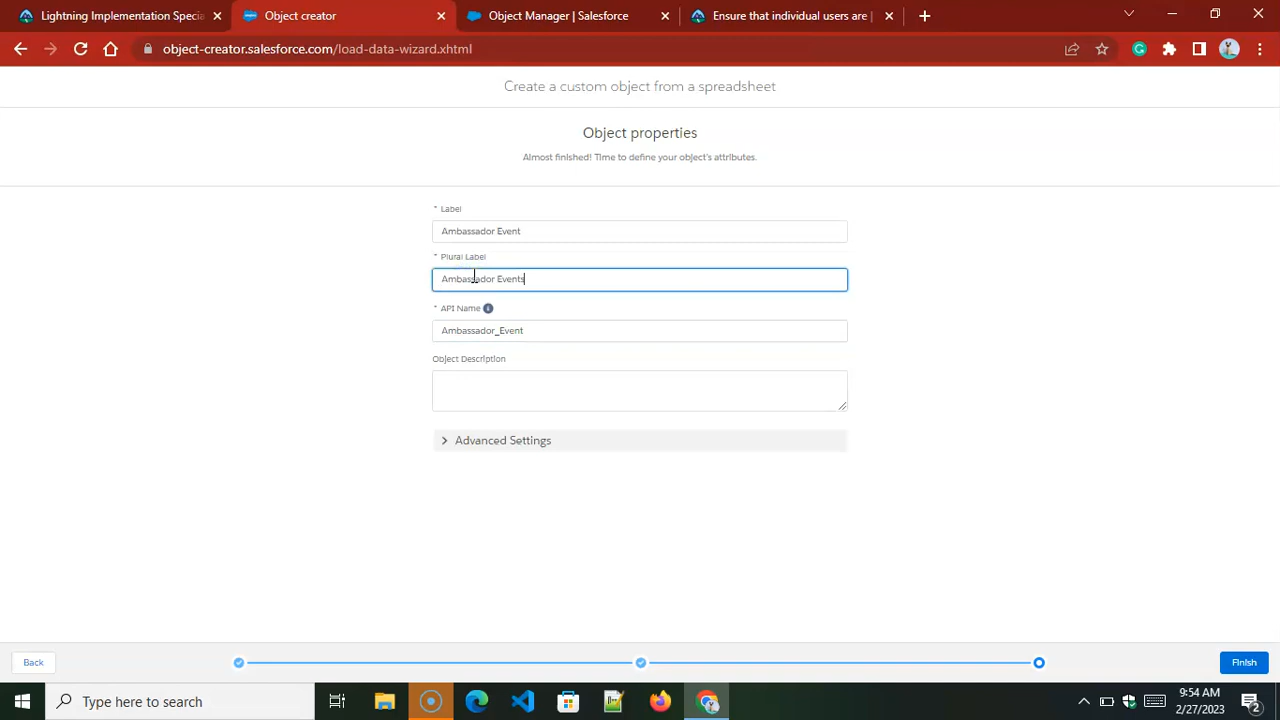 Lightning Implementation Specia
Object creator
Object Manager | Salesforce
Ensure that individual users are |
object-creator.salesforce.com/load-data-wizard.xhtml
Create a custom object from a spreadsheet
Object properties
Almost finished! Time to define your object's attributes.
* Label
Ambassador Event
* Plural Label
Ambassador Events
* API Name
Ambassador_Event
Object Description
Advanced Settings
Back
Finish
Type here to search
9:54 AM
2/27/2023
2